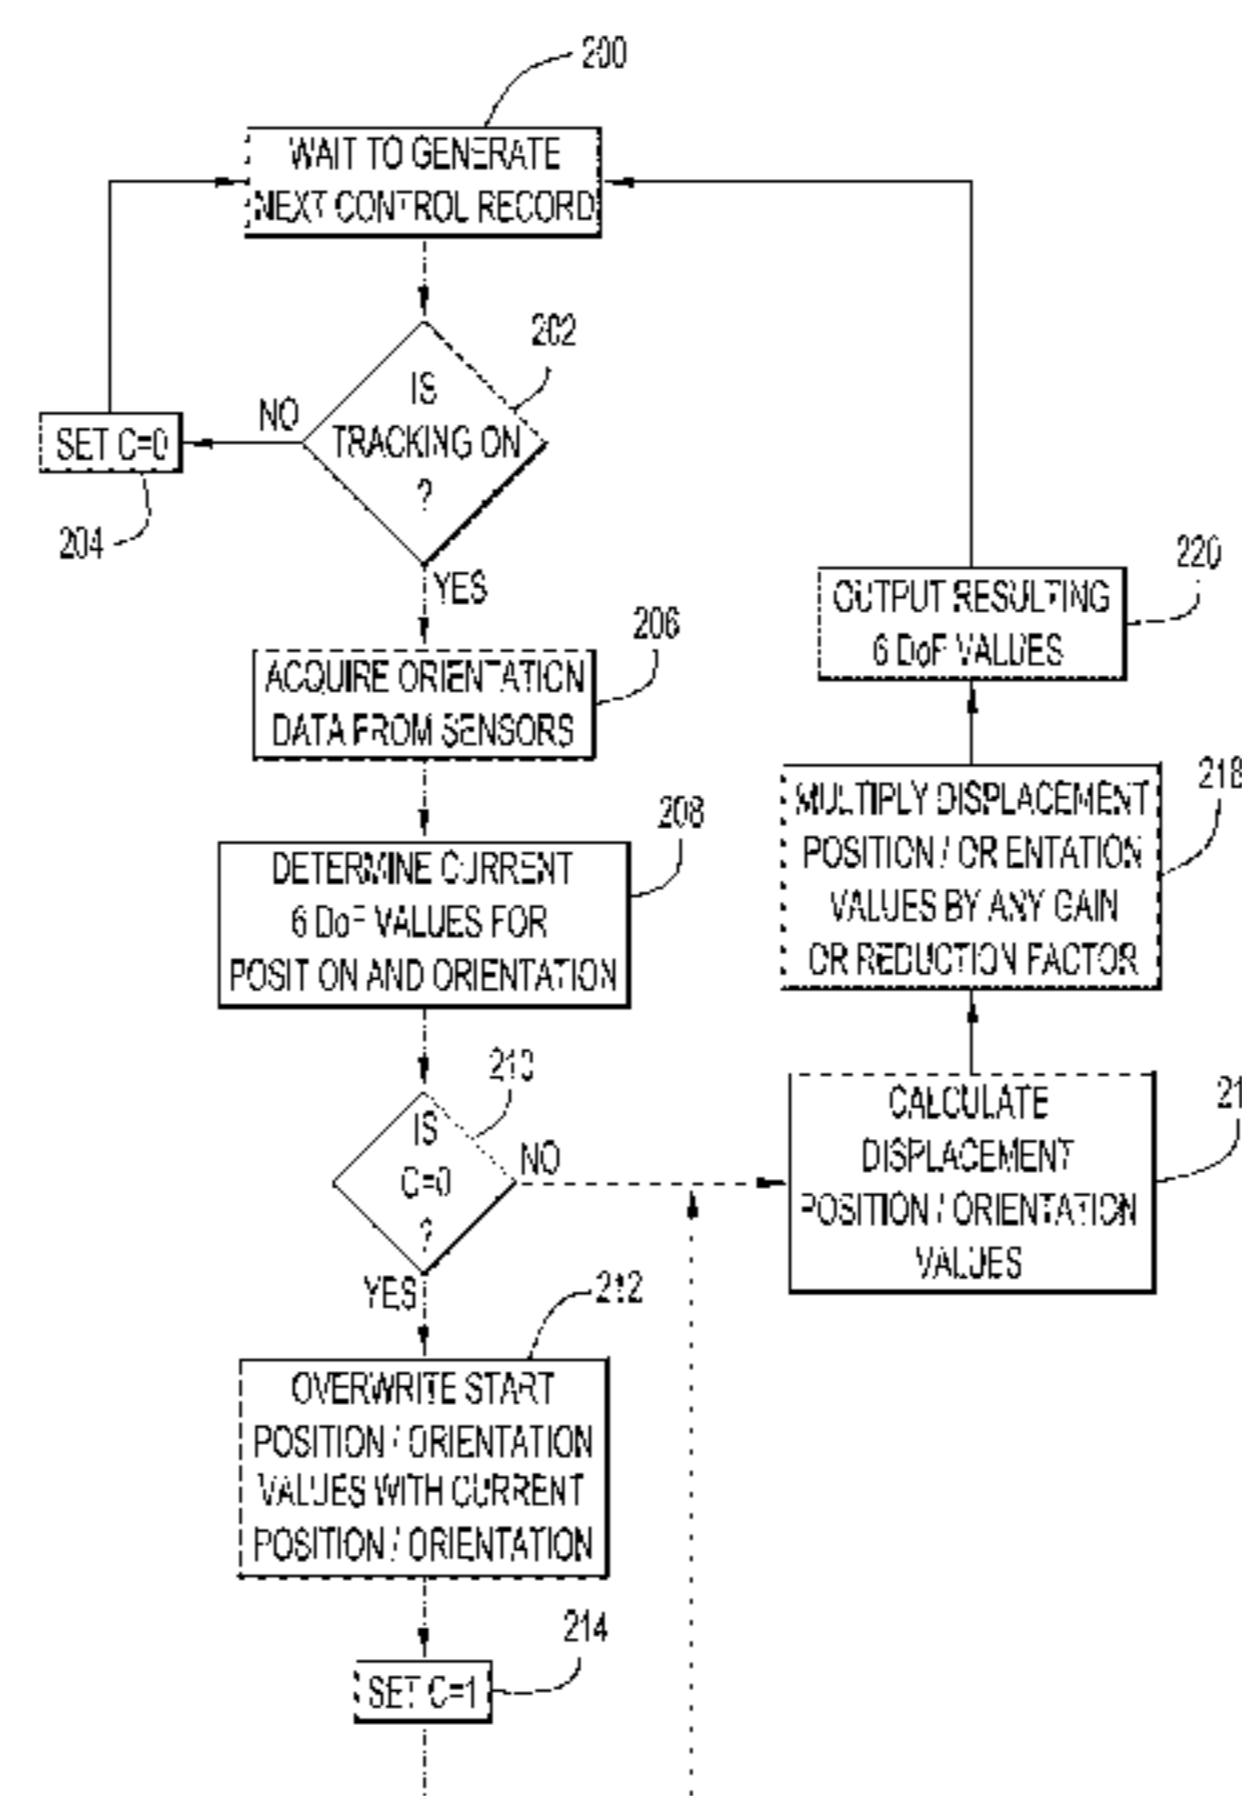 200
WAIT TO GENERATE
NEXT CONTROL RECORD
202
IS
TRACKING ON
?
NO
SET C=0
204
YES
206
ACQUIRE ORIENTATION
DATA FROM SENSORS
208
DETERMINE CURRENT
6 DoF VALUES FOR
POSITION AND ORIENTATION
210
IS
C=0
?
NO
YES
212
OVERWRITE START
POSITION / ORIENTATION
VALUES WITH CURRENT
POSITION / ORIENTATION
214
SET C=1
220
OUTPUT RESULTING
6 DoF VALUES
218
MULTIPLY DISPLACEMENT
POSITION / ORIENTATION
VALUES BY ANY GAIN
OR REDUCTION FACTOR
21
CALCULATE
DISPLACEMENT
POSITION / ORIENTATION
VALUES